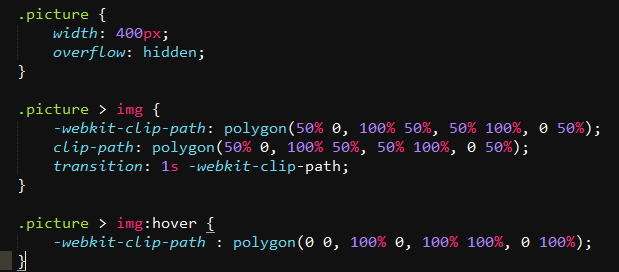 .picture {
width: 400px;
overflow: hidden;
}
.picture > img {
-webkit-clip-path: polygon(50% 0, 100% 50%, 50% 100%, 0 50%);
clip-path: polygon(50% 0, 100% 50%, 50% 100%, 0 50%);
transition: 1s -webkit-clip-path;
}
.picture > img:hover {
-webkit-clip-path : polygon(0 0, 100% 0, 100% 100%, 0 100%);
}